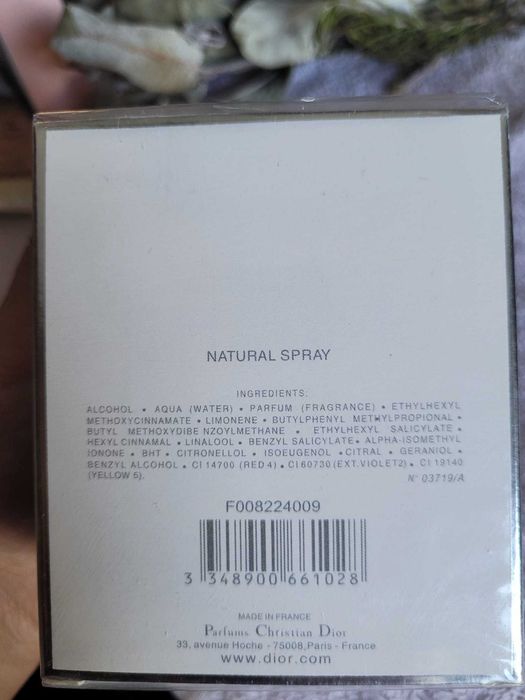 NATURAL SPRAY
INGREDIENTS:
ALCOHOL • AQUA (WATER) • PARFUM (FRAGRANCE) • ETHYLHEXYL
METHOXYCINNAMATE • LIMONENE • BUTYLPHENYL METHYLPROPIONAL •
BUTYL METHOXYDIBE NZOYLMETHANE • ETHYLHEXYL SALICYLATE •
HEXYL CINNAMAL • LINALOOL • BENZYL SALICYLATE • ALPHA-ISOMETHYL
IONONE • BHT • CITRONELLOL • ISOEUGENOL • CITRAL • GERANIOL •
BENZYL ALCOHOL • CI 14700 (RED 4) • CI 60730 (EXT.VIOLET2) • CI 19140
(YELLOW 5). N° 03719/A
F008224009
3 348900 661028
MADE IN FRANCE
Parfums Christian Dior
33, avenue Hoche - 75008, Paris - France
www.dior.com